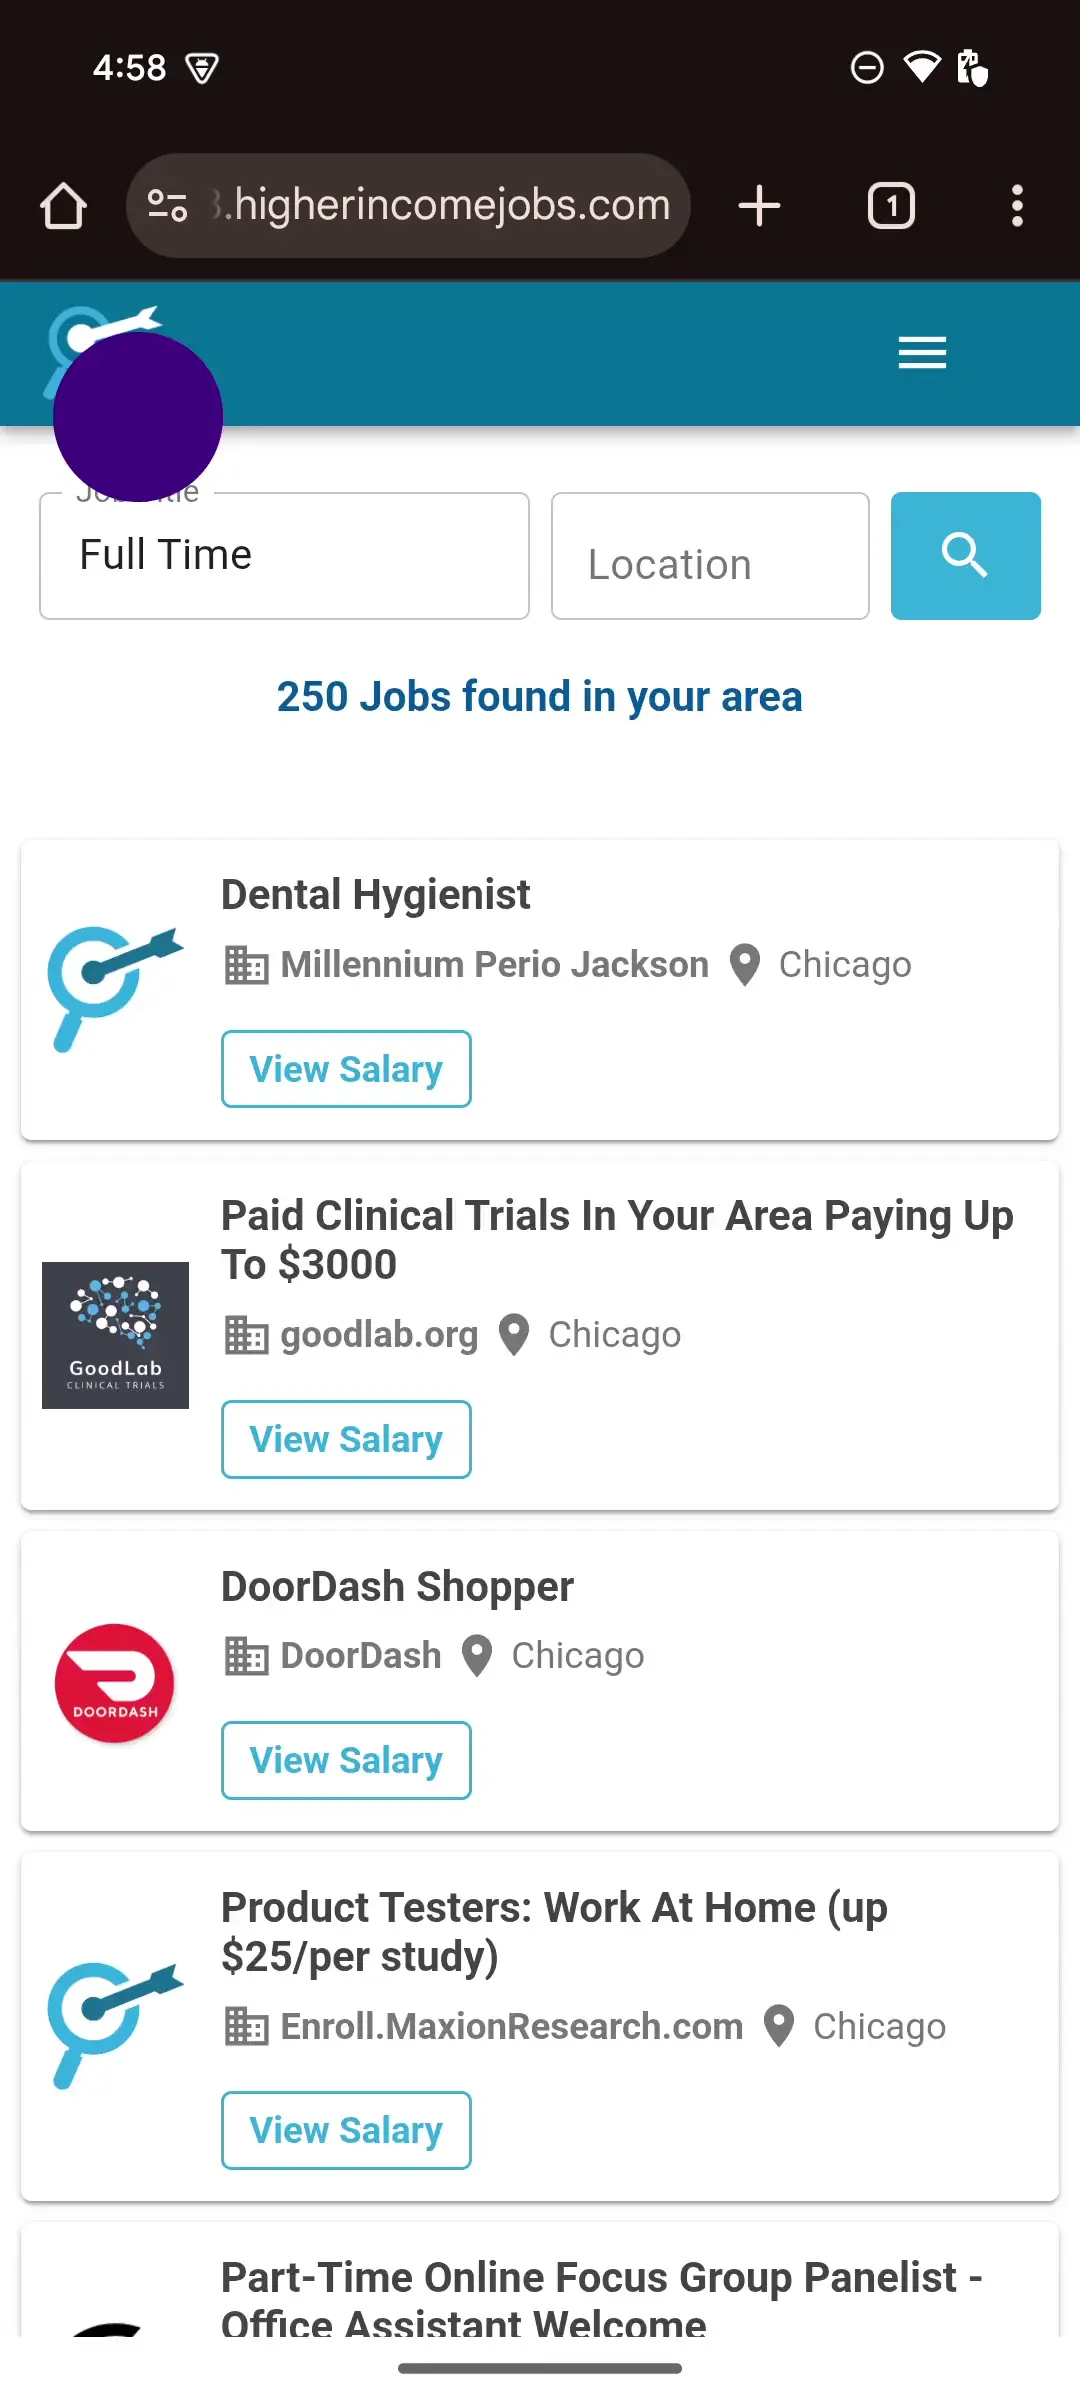 4:58
.higherincomejobs.com
1
Full Time
Location
250 Jobs found in your area
Dental Hygienist
Millennium Perio Jackson Chicago
View Salary
Paid Clinical Trials In Your Area Paying Up
To $3000
goodlab.org Chicago
GoodLab
CLINICAL TRIALS
View Salary
DoorDash Shopper
DoorDash Chicago
DOORDASH
View Salary
Product Testers: Work At Home (up
$25/per study)
Enroll.MaxionResearch.com Chicago
View Salary
Part-Time Online Focus Group Panelist -
Office Assistant Welcome